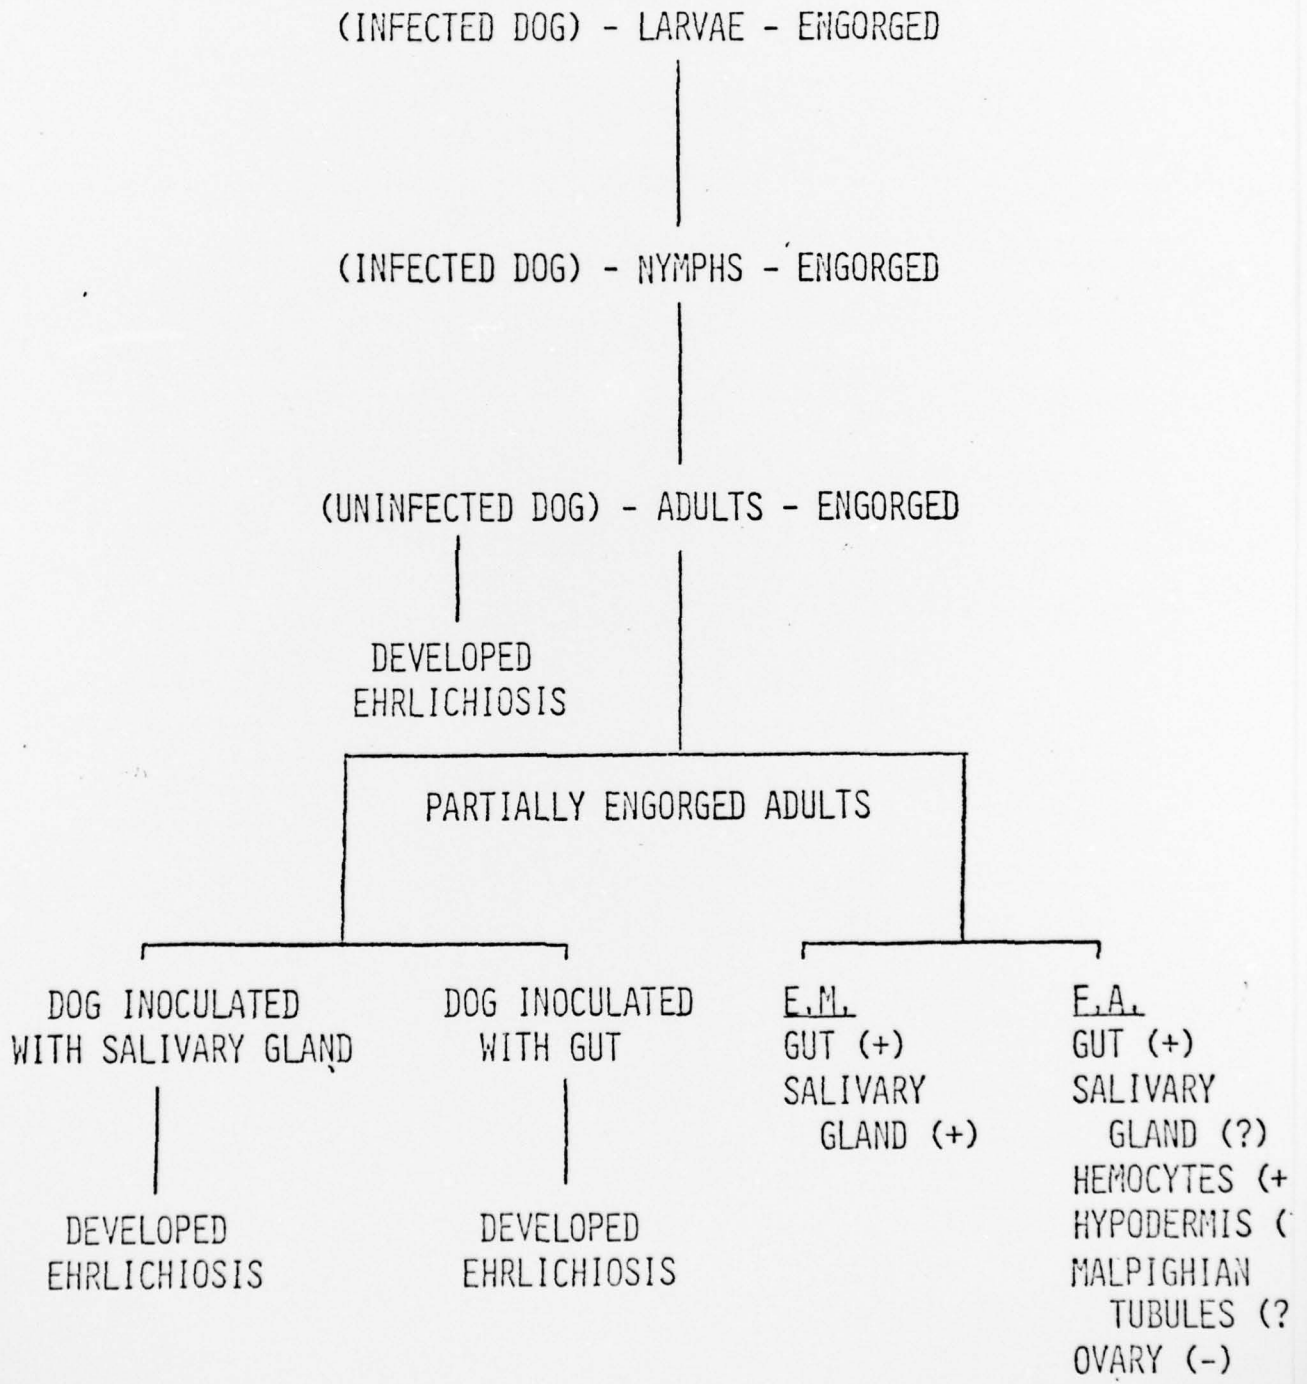 (INFECTED DOG) - LARVAE - ENGORGED
(INFECTED DOG) - NYMPHS - ENGORGED
(UNINFECTED DOG) - ADULTS - ENGORGED
DEVELOPED
EHRLICHIOSIS
PARTIALLY ENGORGED ADULTS
DOG INOCULATED
WITH SALIVARY GLAND
DEVELOPED
EHRLICHIOSIS
DOG INOCULATED
WITH GUT
DEVELOPED
EHRLICHIOSIS
E.M.
GUT (+)
SALIVARY
GLAND (+)
F.A.
GUT (+)
SALIVARY
GLAND (?)
HEMOCYTES (+
HYPODERMIS (
MALPIGHIAN
TUBULES (?
OVARY (-)